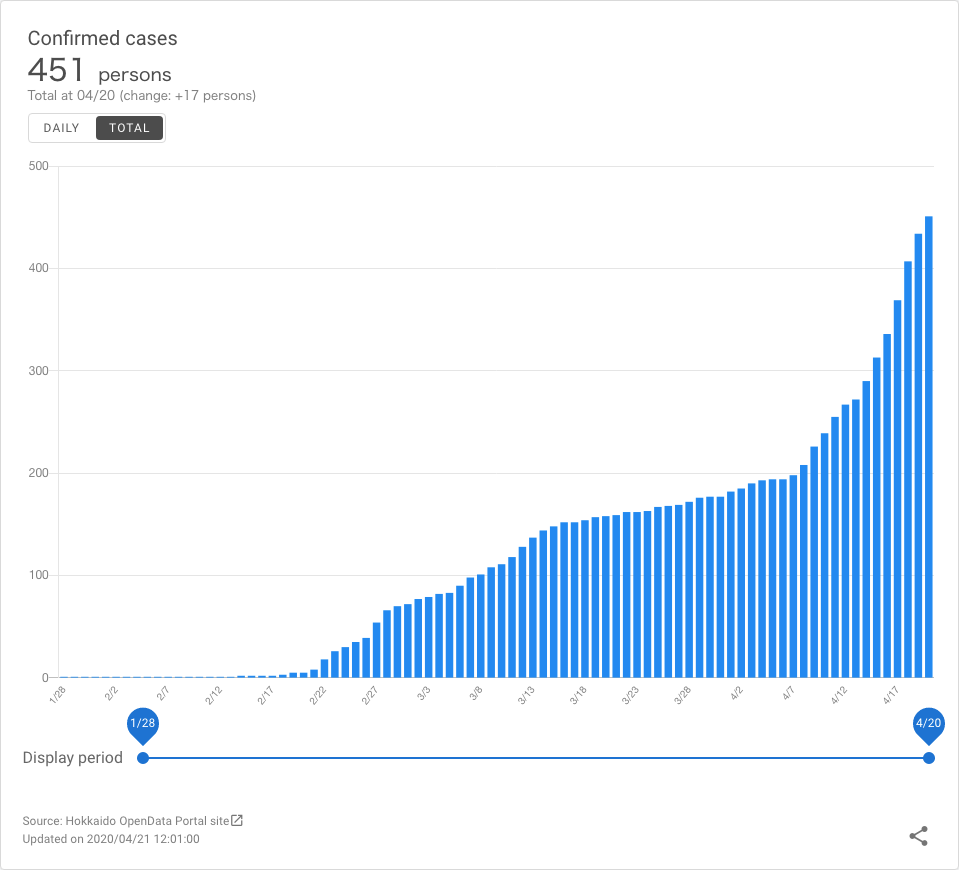 Confirmed cases
451 persons
Total at 04/20 (change: +17 persons)
DAILY TOTAL
500
400
300
200
100
0
1/28 2/2 2/7 2/12 2/17 2/22 2/27 3/3 3/8 3/13 3/18 3/23 3/28 4/2 4/7 4/12 4/17
1/28 4/20
Display period
Source: Hokkaido OpenData Portal site
Updated on 2020/04/21 12:01:00